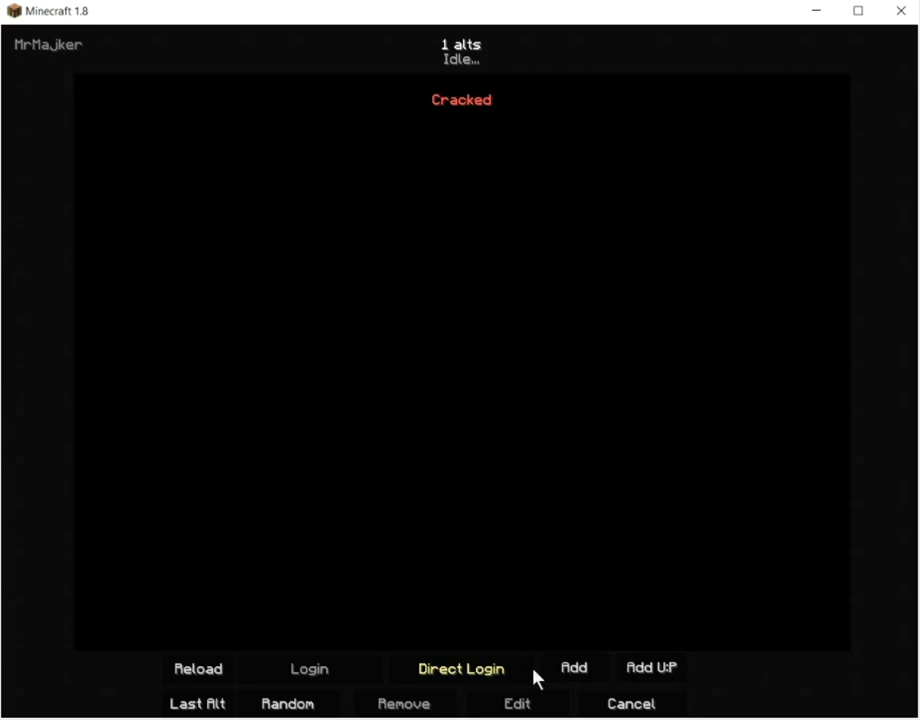 Minecraft 1.8
MrMajker
1 alts
Idle...
Cracked
Reload Login Direct Login Add Add U:P
Last Alt Random Remove Edit Cancel